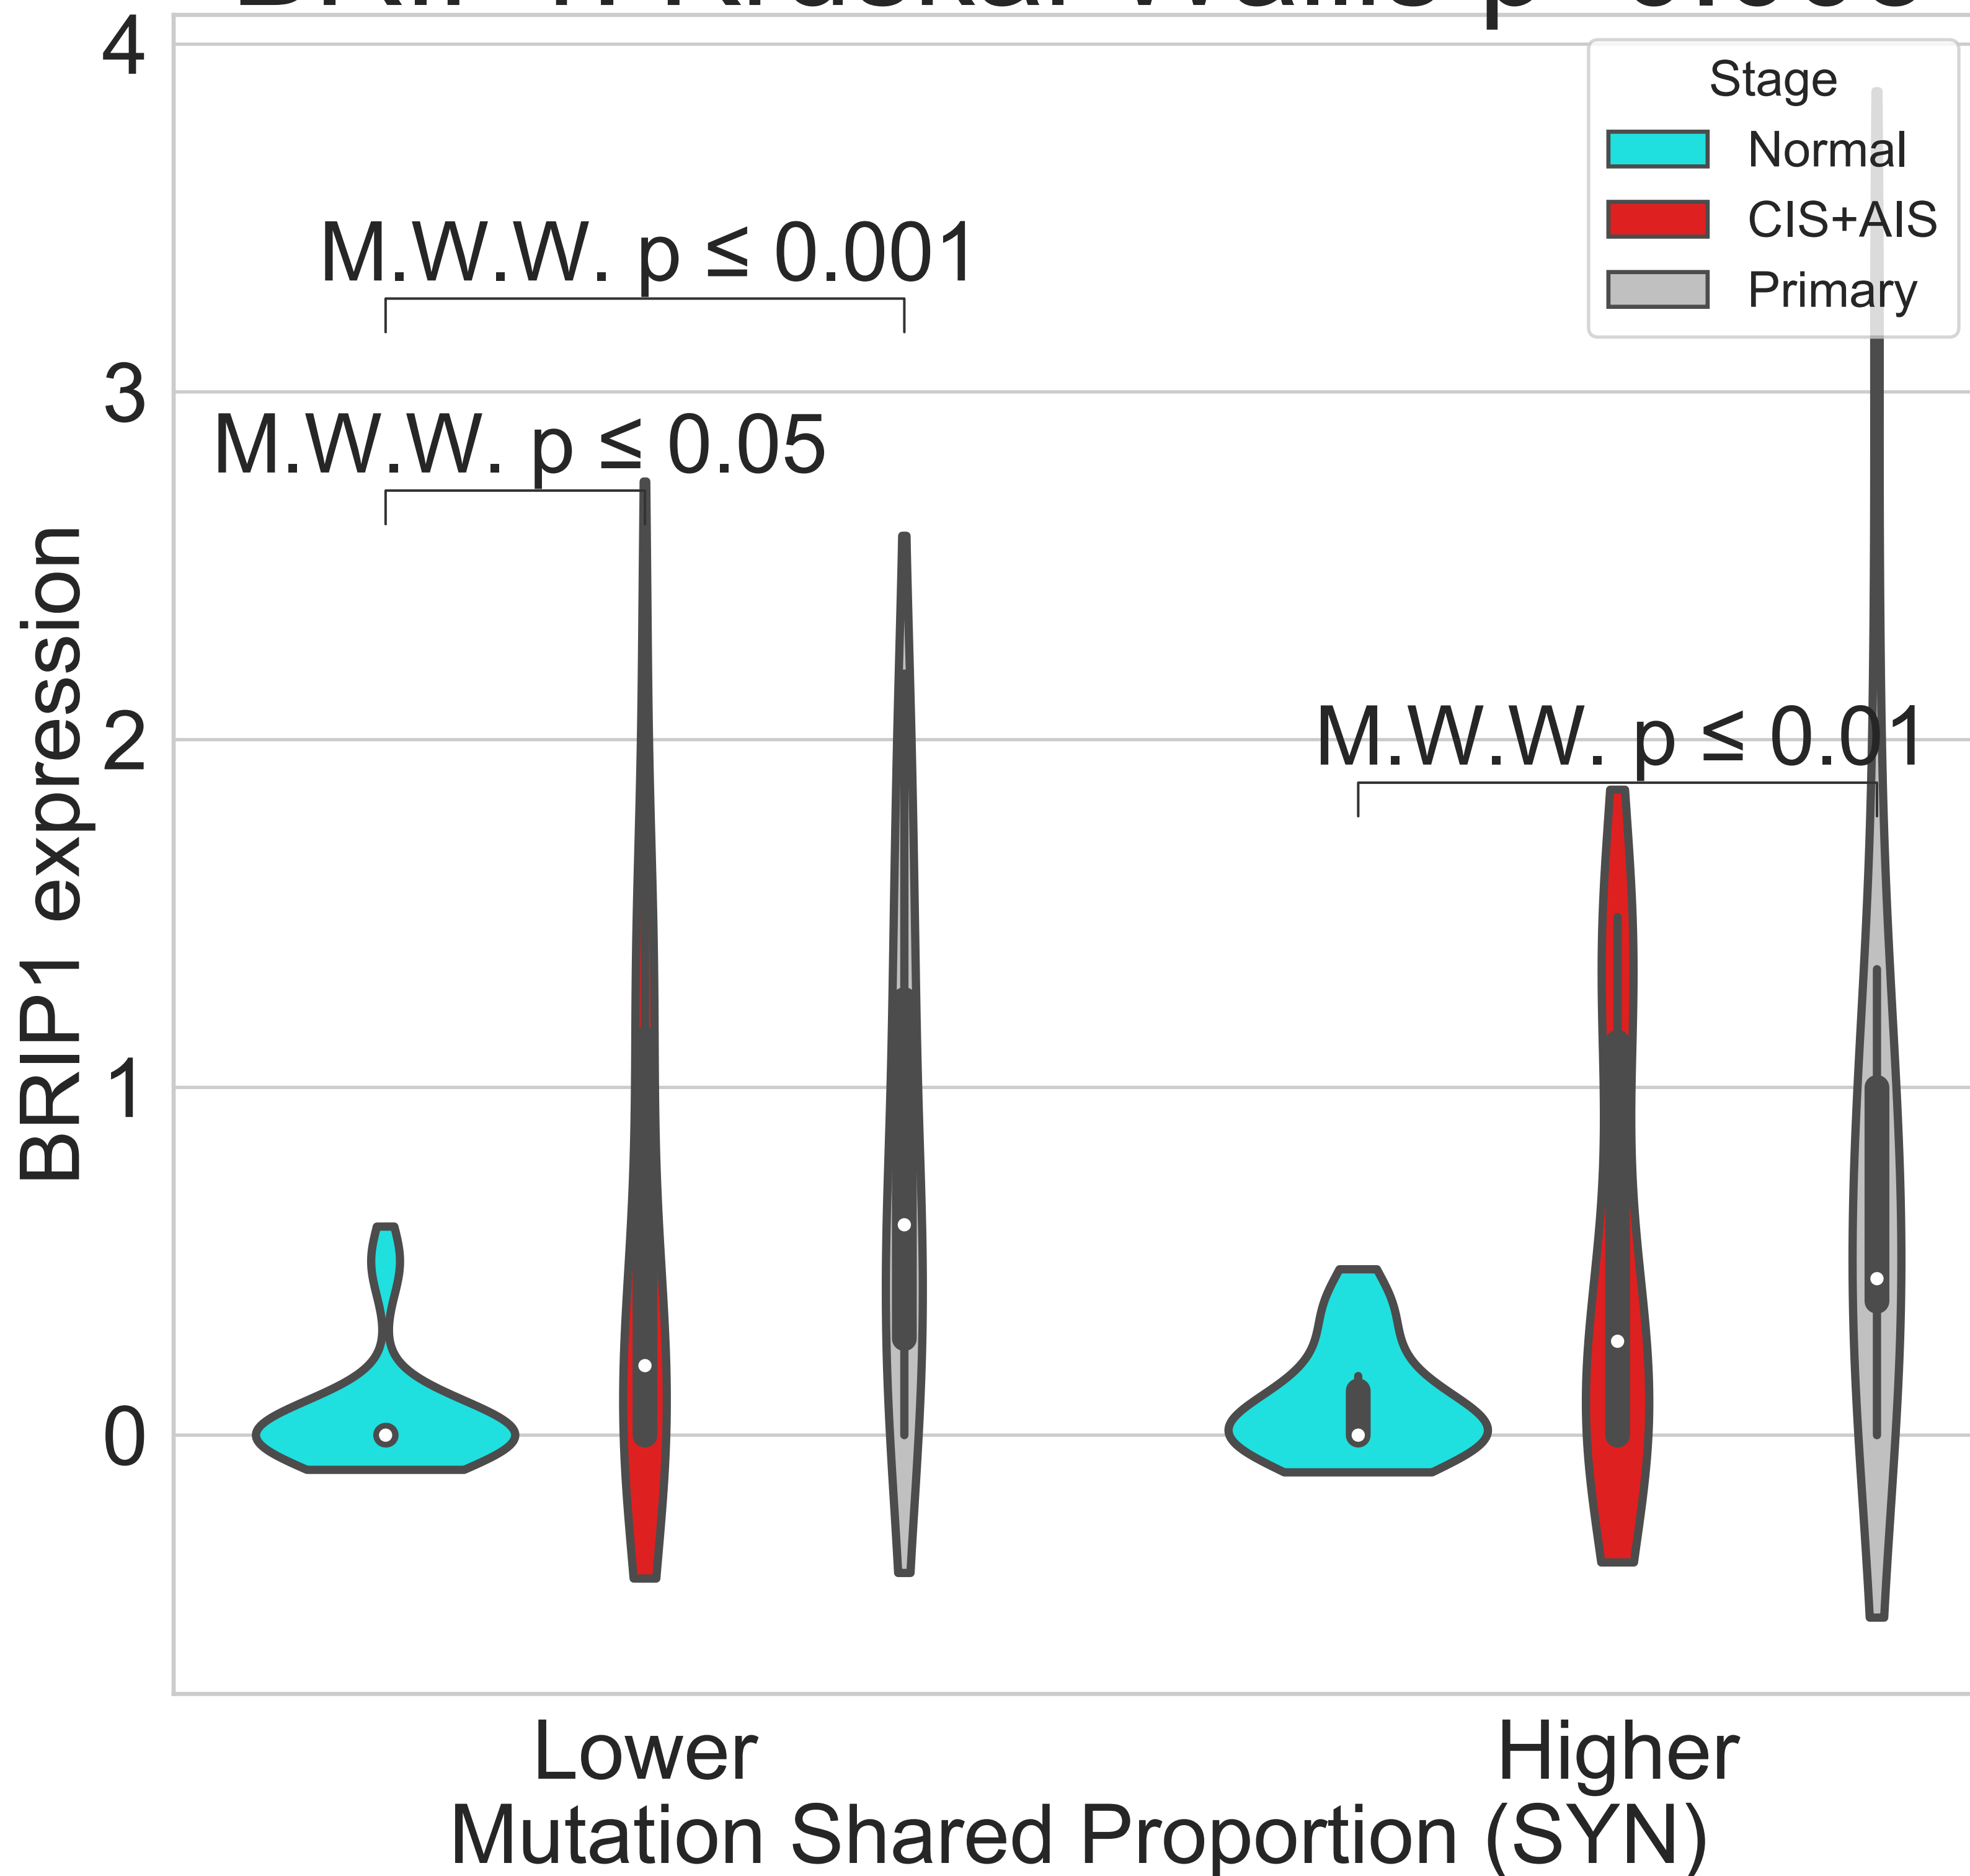 4
3
2
1
0
BRIP1 expression
Stage
Normal
CIS+AIS
Primary
M.W.W. p ≤ 0.001
M.W.W. p ≤ 0.05
M.W.W. p ≤ 0.01
Lower
Higher
Mutation Shared Proportion (SYN)